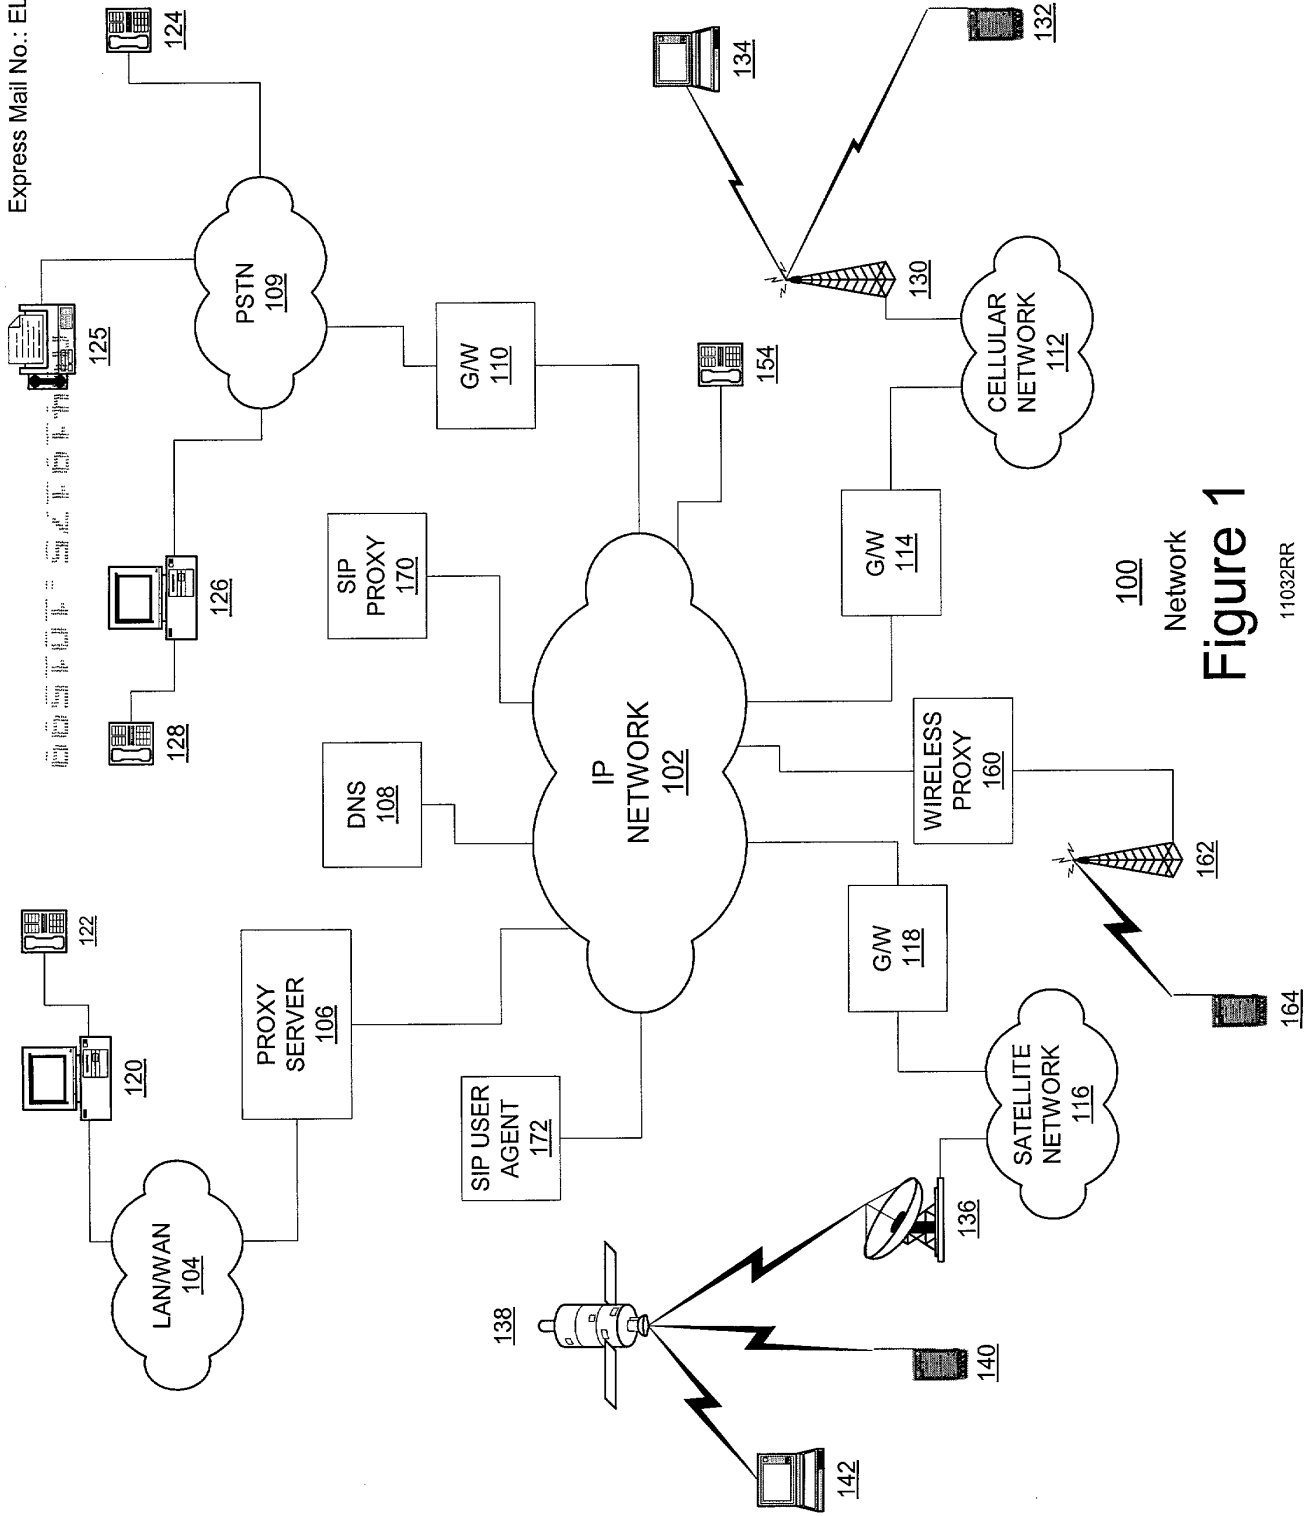 Express Mail No.: EL
LAN/WAN
104
120
122
128
126
125
124
PROXY
SERVER
106
DNS
108
SIP
PROXY
170
PSTN
109
G/W
110
SIP USER
AGENT
172
IP
NETWORK
102
154
134
132
138
142
140
136
G/W
118
WIRELESS
PROXY
160
G/W
114
130
SATELLITE
NETWORK
116
CELLULAR
NETWORK
112
164
162
100
Network
Figure 1
11032RR